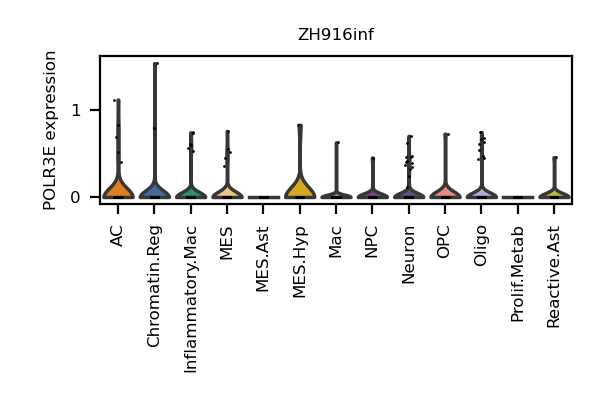 ZH916inf
POLR3E expression
1
0
AC
Chromatin.Reg
Inflammatory.Mac
MES
MES.Ast
MES.Hyp
Mac
NPC
Neuron
OPC
Oligo
Prolif.Metab
Reactive.Ast